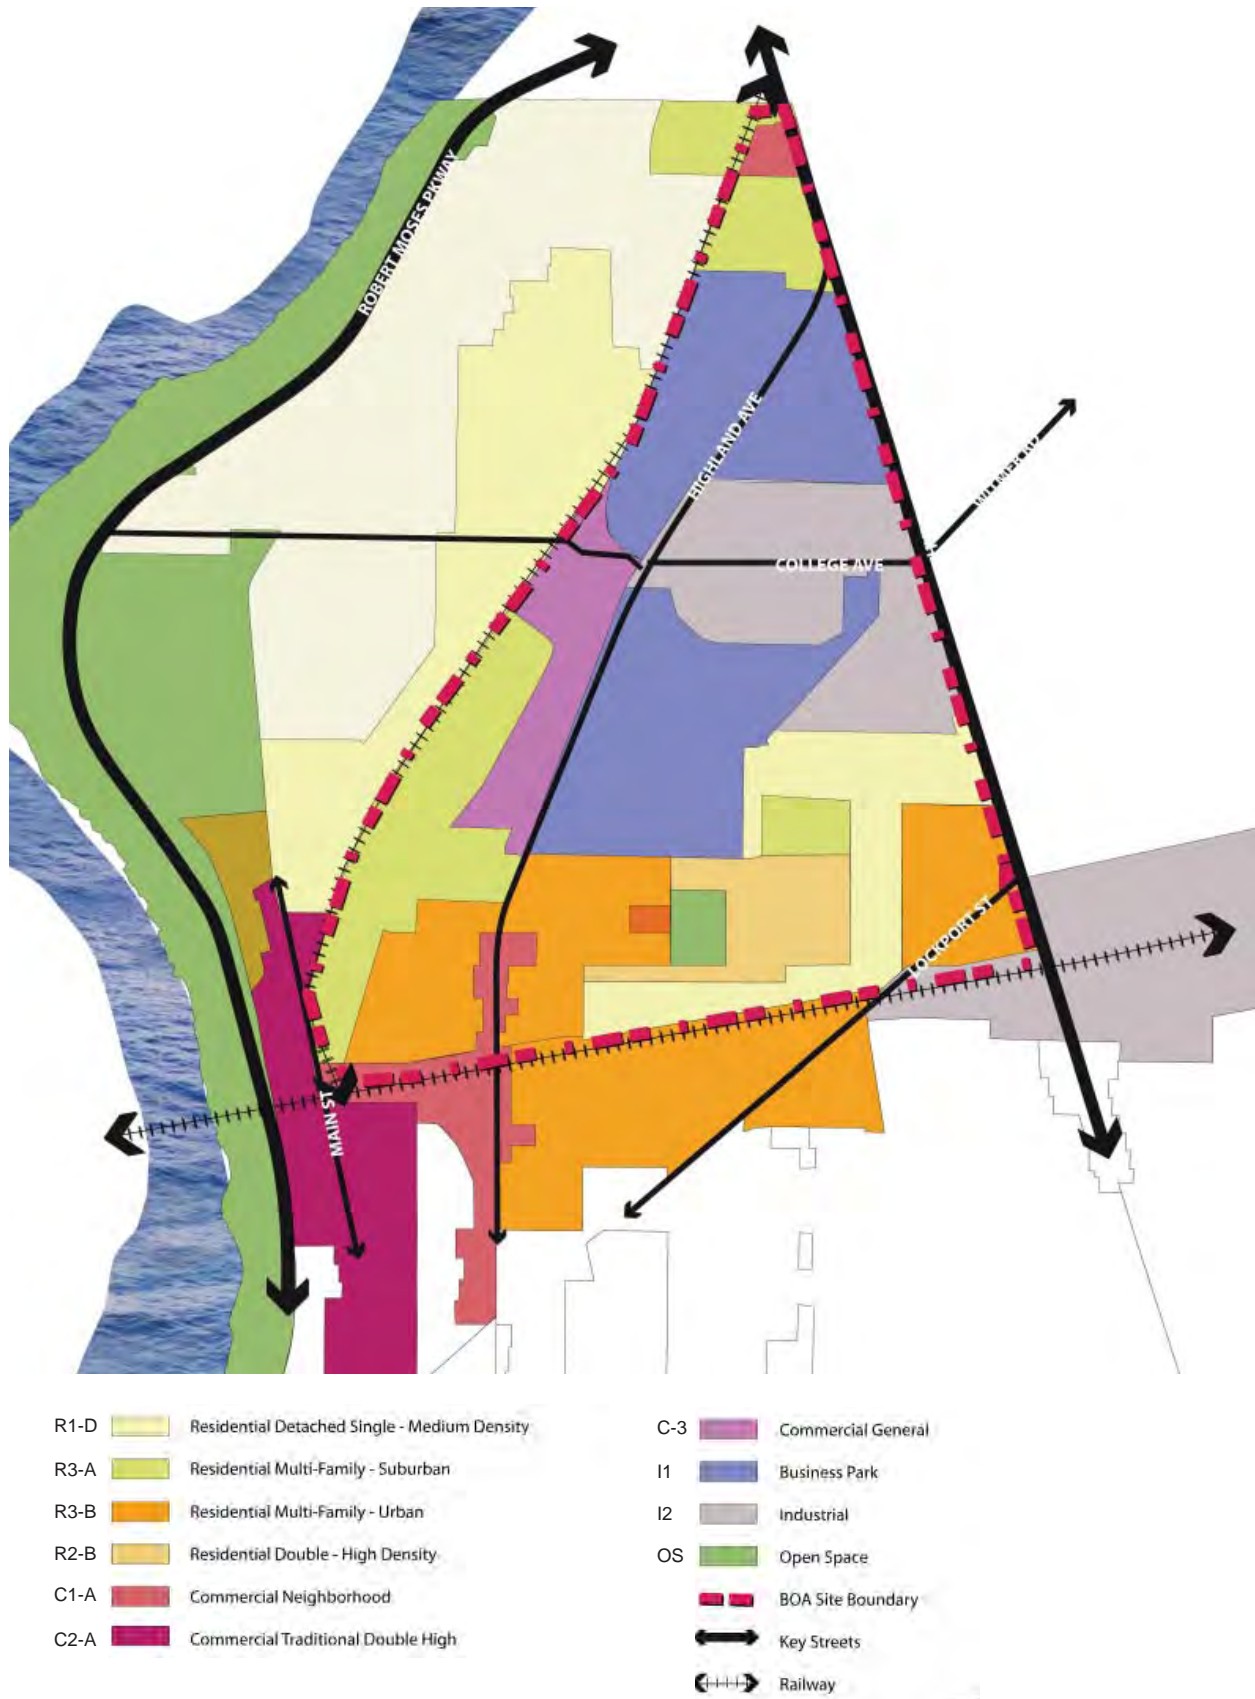 ROBERT MOSES PKWAY
HIGHLAND AVE
WITMER RD
COLLEGE AVE
LOCKPORT ST
MAIN ST
R1-D Residential Detached Single - Medium Density
R3-A Residential Multi-Family - Suburban
R3-B Residential Multi-Family - Urban
R2-B Residential Double - High Density
C1-A Commercial Neighborhood
C2-A Commercial Traditional Double High
C-3 Commercial General
I1 Business Park
I2 Industrial
OS Open Space
BOA Site Boundary
Key Streets
Railway